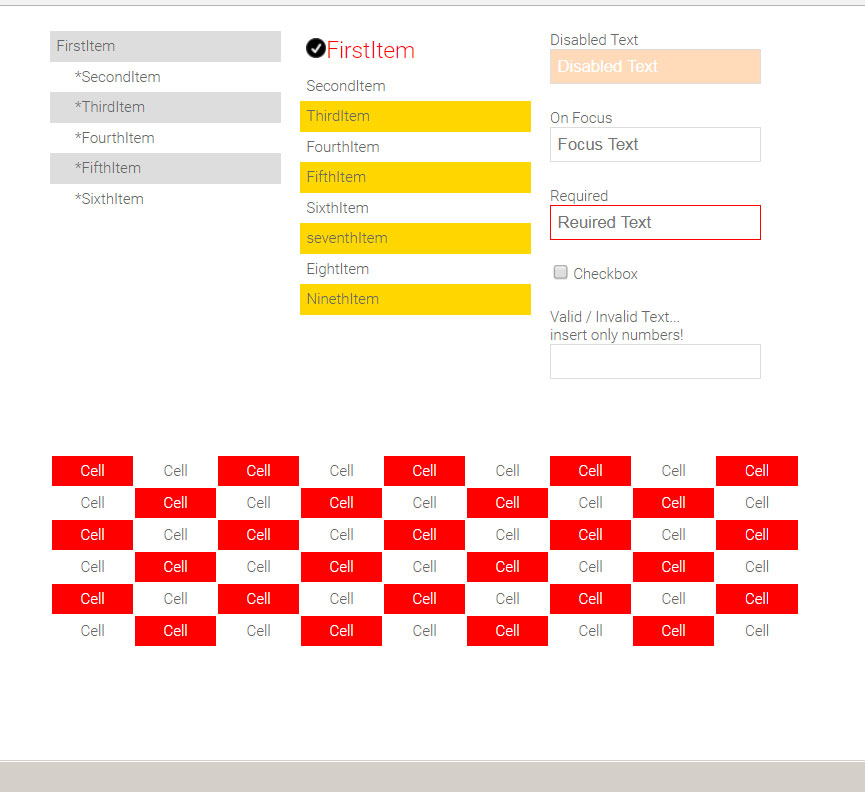 FirstItem
*SecondItem
*ThirdItem
*FourthItem
*FifthItem
*SixthItem
FirstItem
SecondItem
ThirdItem
FourthItem
FifthItem
SixthItem
seventhItem
EightItem
NinethItem
Disabled Text
Disabled Text
On Focus
Focus Text
Required
Reuired Text
Checkbox
Valid / Invalid Text...
insert only numbers!
Cell Cell Cell Cell Cell Cell Cell Cell Cell
Cell Cell Cell Cell Cell Cell Cell Cell Cell
Cell Cell Cell Cell Cell Cell Cell Cell Cell
Cell Cell Cell Cell Cell Cell Cell Cell Cell
Cell Cell Cell Cell Cell Cell Cell Cell Cell
Cell Cell Cell Cell Cell Cell Cell Cell Cell